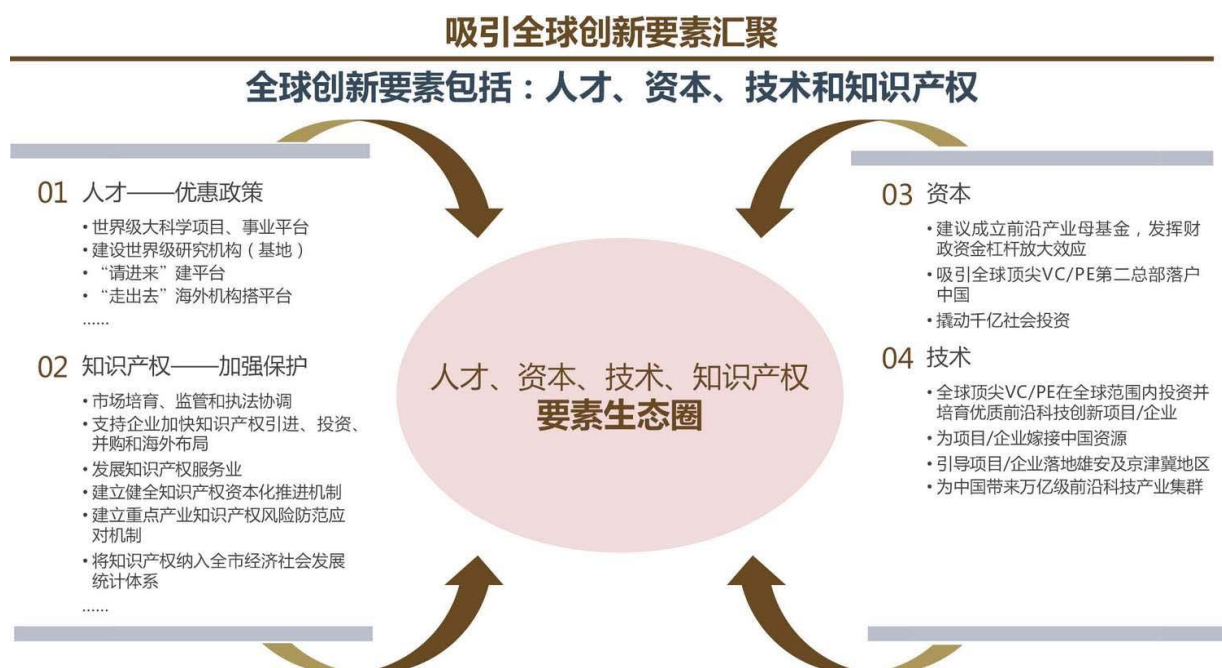 吸引全球创新要素汇聚
全球创新要素包括：人才、资本、技术和知识产权
01 人才——优惠政策
•世界级大科学项目、事业平台
•建设世界级研究机构（基地）
•“请进来”建平台
•“走出去”海外机构搭平台
……
02 知识产权——加强保护
•市场培育、监管和执法协调
•支持企业加快知识产权引进、投资、
并购和海外布局
•发展知识产权服务业
•建立健全知识产权资本化推进机制
•建立重点产业知识产权风险防范应
对机制
•将知识产权纳入全市经济社会发展
统计体系
……
人才、资本、技术、知识产权
要素生态圈
03 资本
•建议成立前沿产业母基金，发挥财
政资金杠杆放大效应
•吸引全球顶尖VC/PE第二总部落户
中国
•撬动千亿社会投资
04 技术
•全球顶尖VC/PE在全球范围内投资并
培育优质前沿科技创新项目/企业
•为项目/企业嫁接中国资源
•引导项目/企业落地雄安及京津冀地区
•为中国带来万亿级前沿科技产业集群